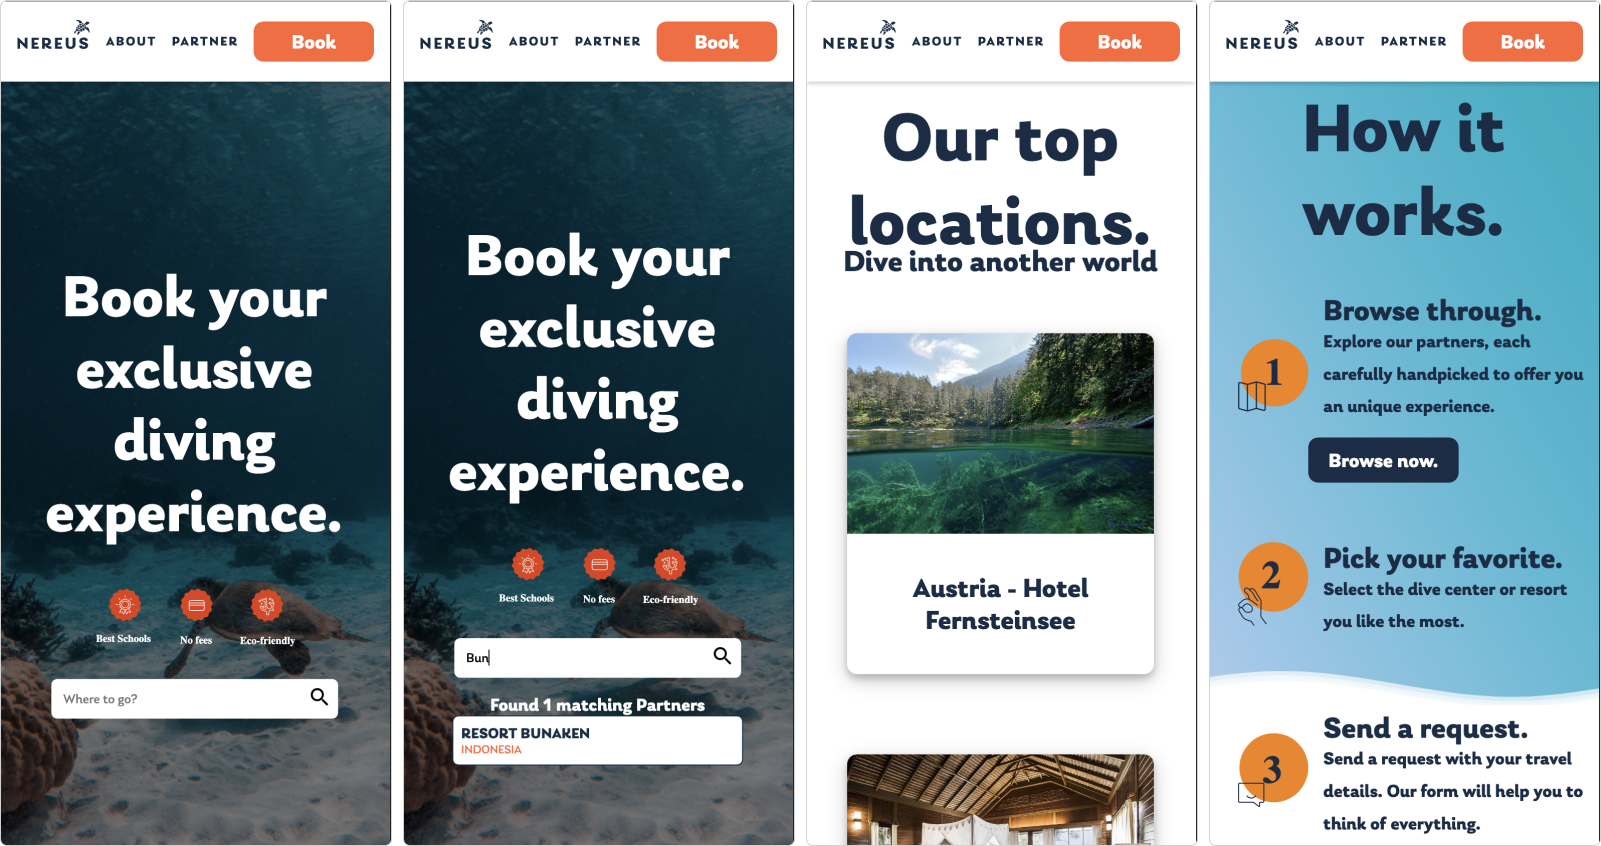 NEREUS ABOUT PARTNER Book
Book your
exclusive
diving
experience.
Best Schools No fees Eco-friendly
Where to go?
NEREUS ABOUT PARTNER Book
Book your
exclusive
diving
experience.
Best Schools No fees Eco-friendly
Bun
Found 1 matching Partners
RESORT BUNAKEN
INDONESIA
NEREUS ABOUT PARTNER Book
Our top
locations.
Dive into another world
Austria - Hotel
Fernsteinsee
NEREUS ABOUT PARTNER Book
How it
works.
1
Browse through.
Explore our partners, each
carefully handpicked to offer you
an unique experience.
Browse now.
2
Pick your favorite.
Select the dive center or resort
you like the most.
3
Send a request.
Send a request with your travel
details. Our form will help you to
think of everything.